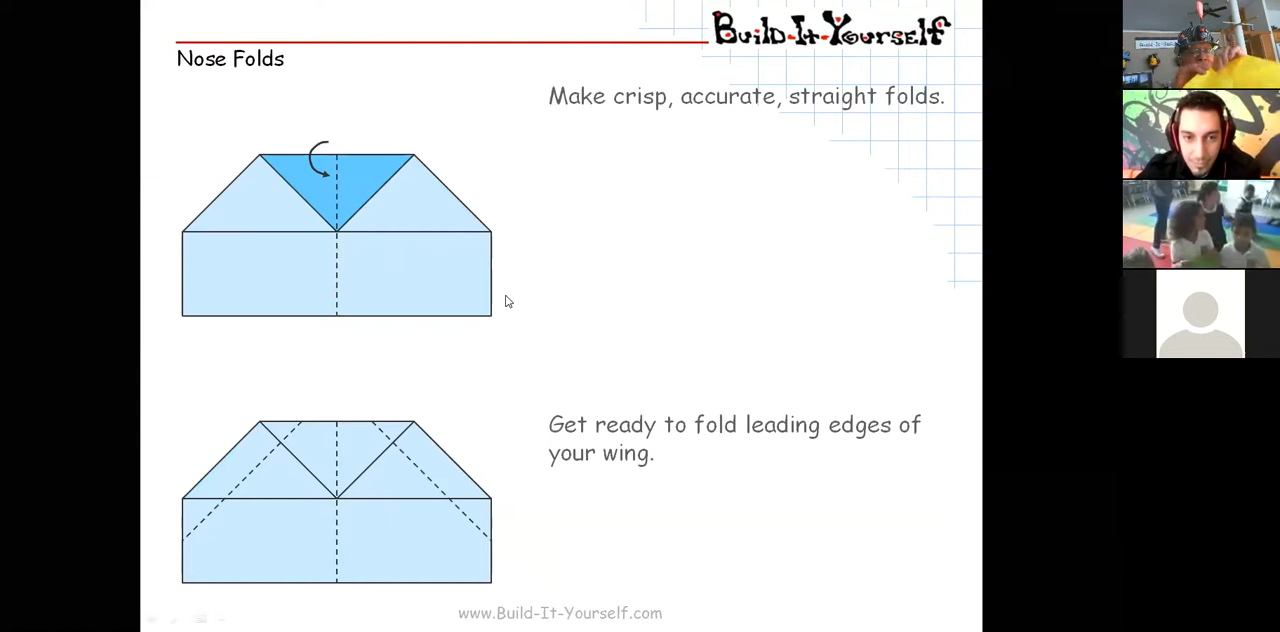 Build-It-Yourself
Nose Folds
Make crisp, accurate, straight folds.
Get ready to fold leading edges of
your wing.
www.Build-It-Yourself.com